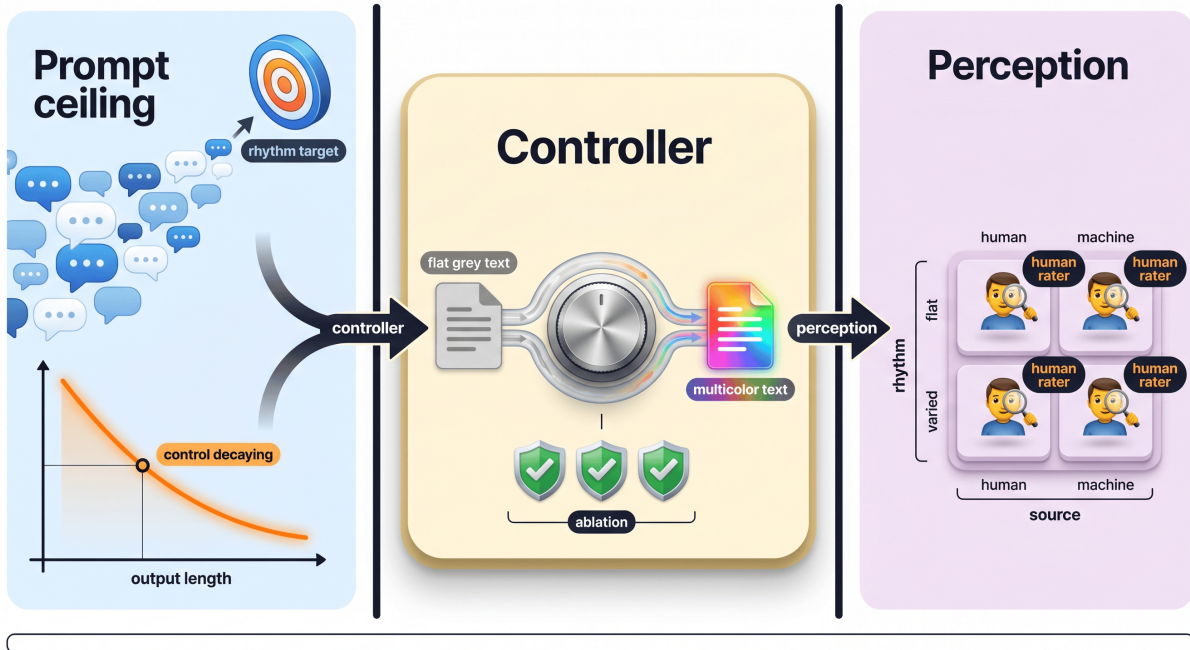 Prompt
ceiling
rhythm target
control decaying
output length
controller
Controller
flat grey text
multicolor text
ablation
perception
Perception
human
machine
human
rater
human
rater
flat
rhythm
varied
human
rater
human
rater
human
machine
source